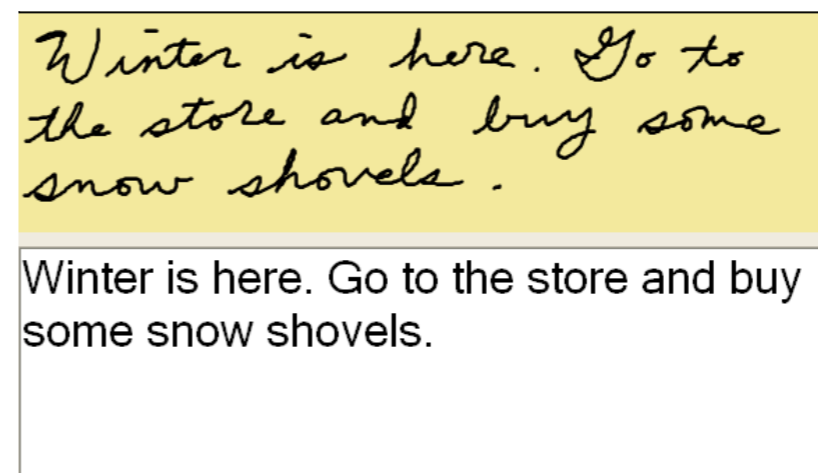 Winter is here. Go to
the store and buy some
snow shovels.
Winter is here. Go to the store and buy
some snow shovels.